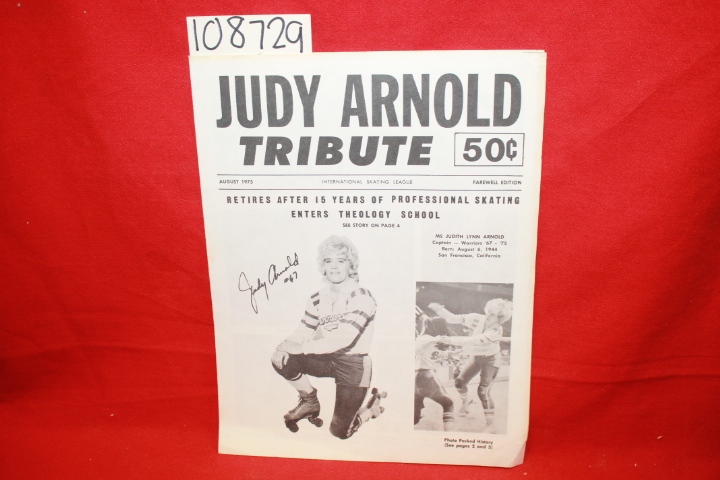 108729
JUDY ARNOLD
TRIBUTE 50¢
AUGUST 1975 INTERNATIONAL SKATING LEAGUE FAREWELL EDITION
RETIRES AFTER 15 YEARS OF PROFESSIONAL SKATING
ENTERS THEOLOGY SCHOOL
SEE STORY ON PAGE 4
MS JUDITH LYNN ARNOLD
Captain — Warriors '67 - '75
Born: August 6, 1944
San Francisco, California
Judy Arnold
#67
Photo Packed History
(See pages 2 and 3)